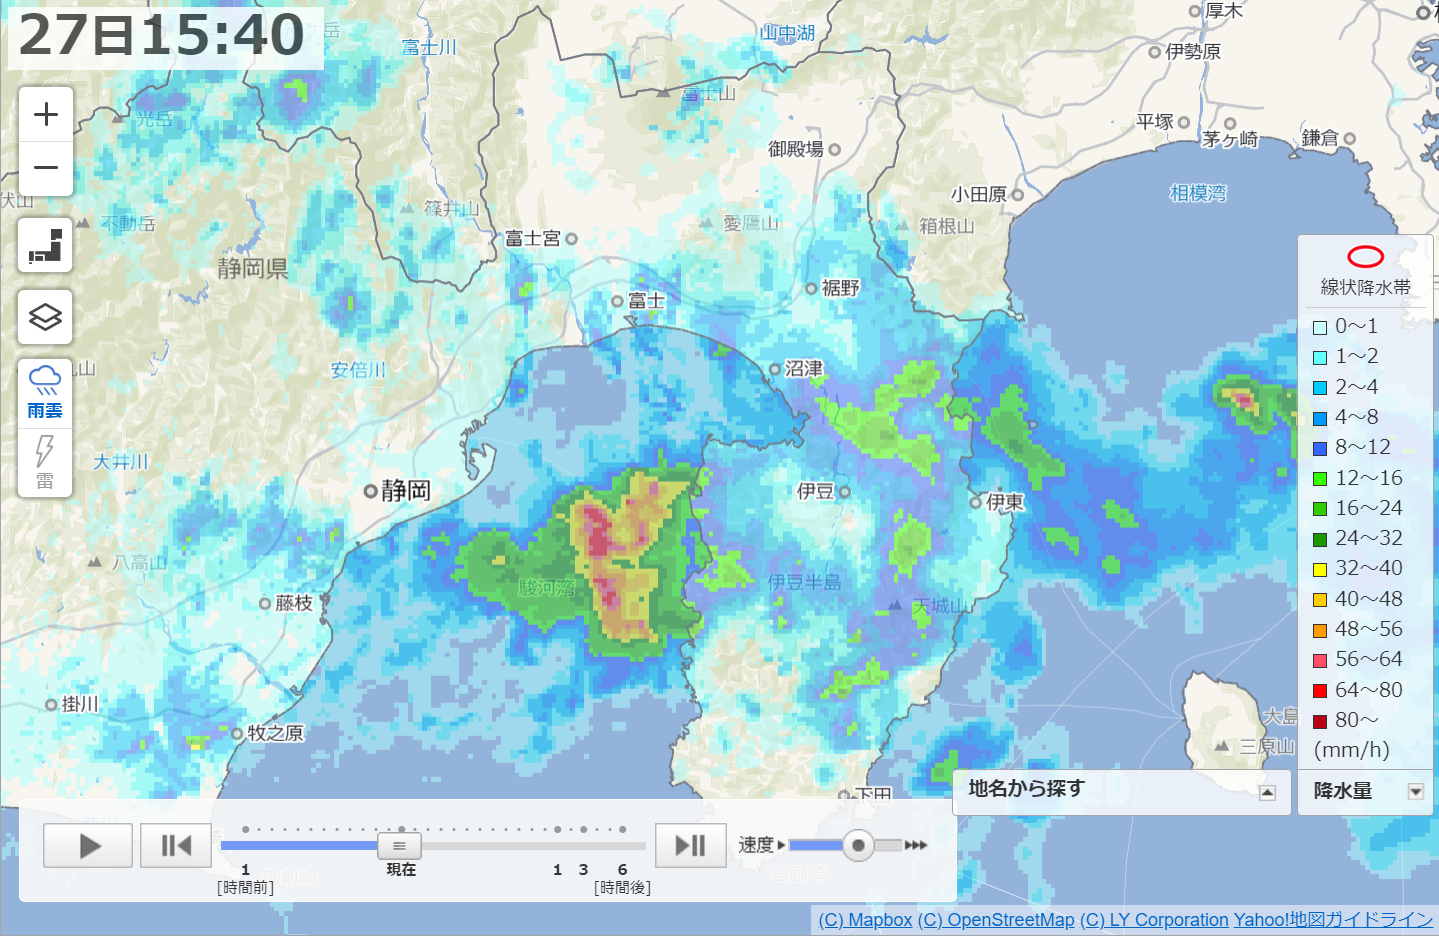 27日15:40
富士川
山中湖
厚木
伊勢原
富士山
光岳
平塚
茅ヶ崎
鎌倉
御殿場
相模湾
小田原
不動岳
篠井山
愛鷹山
箱根山
富士宮
静岡県
裾野
富士
安倍川
沼津
大井川
静岡
伊豆
伊東
八高山
駿河湾
伊豆半島
藤枝
天城山
掛川
牧之原
大島
三原山
下田
+
−
雨雲
雷
線状降水帯
0～1
1～2
2～4
4～8
8～12
12～16
16～24
24～32
32～40
40～48
48～56
56～64
64～80
80～
(mm/h)
降水量
地名から探す
1
[時間前]
現在
1 3 6
[時間後]
速度
(C) Mapbox (C) OpenStreetMap (C) LY Corporation Yahoo!地図ガイドライン